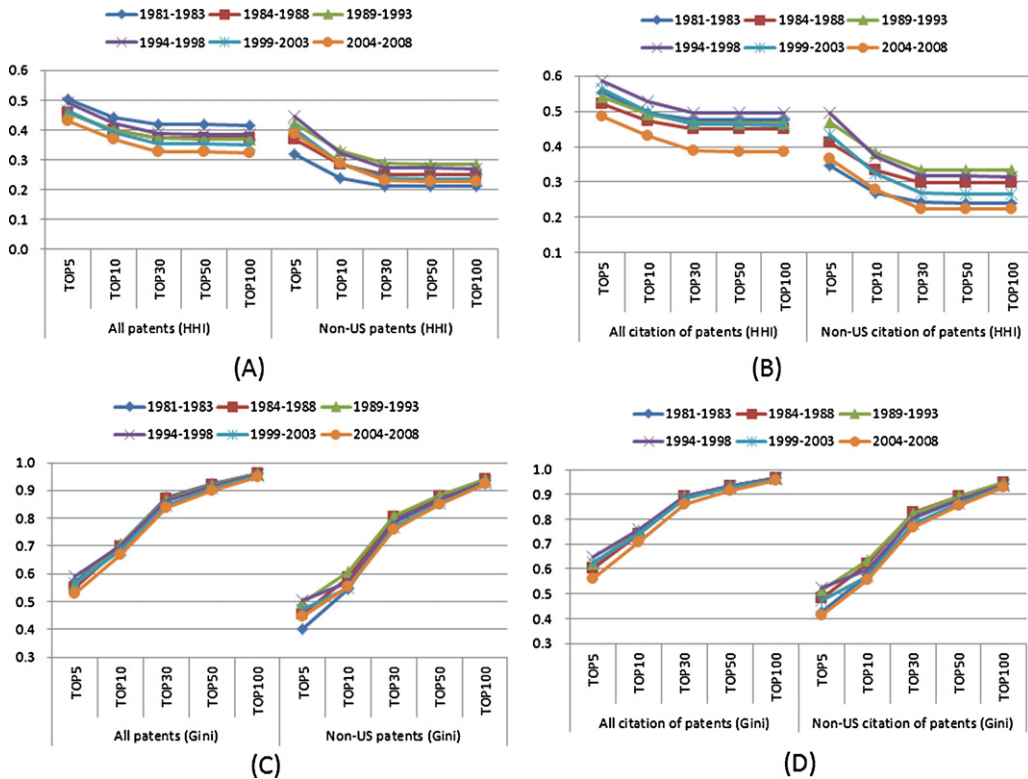 1981-1983 1984-1988 1989-1993
1994-1998 1999-2003 2004-2008
0.6
0.5
0.4
0.3
0.2
0.1
0.0
TOP5 TOP10 TOP30 TOP50 TOP100 TOP5 TOP10 TOP30 TOP50 TOP100
All patents (HHI) Non-US patents (HHI)
(A)
1981-1983 1984-1988 1989-1993
1994-1998 1999-2003 2004-2008
0.6
0.5
0.4
0.3
0.2
0.1
TOP5 TOP10 TOP30 TOP50 TOP100 TOP5 TOP10 TOP30 TOP50 TOP100
All citation of patents (HHI) Non-US citation of patents (HHI)
(B)
1981-1983 1984-1988 1989-1993
1994-1998 1999-2003 2004-2008
1.0
0.9
0.8
0.7
0.6
0.5
0.4
0.3
TOP5 TOP10 TOP30 TOP50 TOP100 TOP5 TOP10 TOP30 TOP50 TOP100
All patents (Gini) Non-US patents (Gini)
(C)
1981-1983 1984-1988 1989-1993
1994-1998 1999-2003 2004-2008
1.0
0.9
0.8
0.7
0.6
0.5
0.4
0.3
TOP5 TOP10 TOP30 TOP50 TOP100 TOP5 TOP10 TOP30 TOP50 TOP100
All citation of patents (Gini) Non-US citation of patents (Gini)
(D)